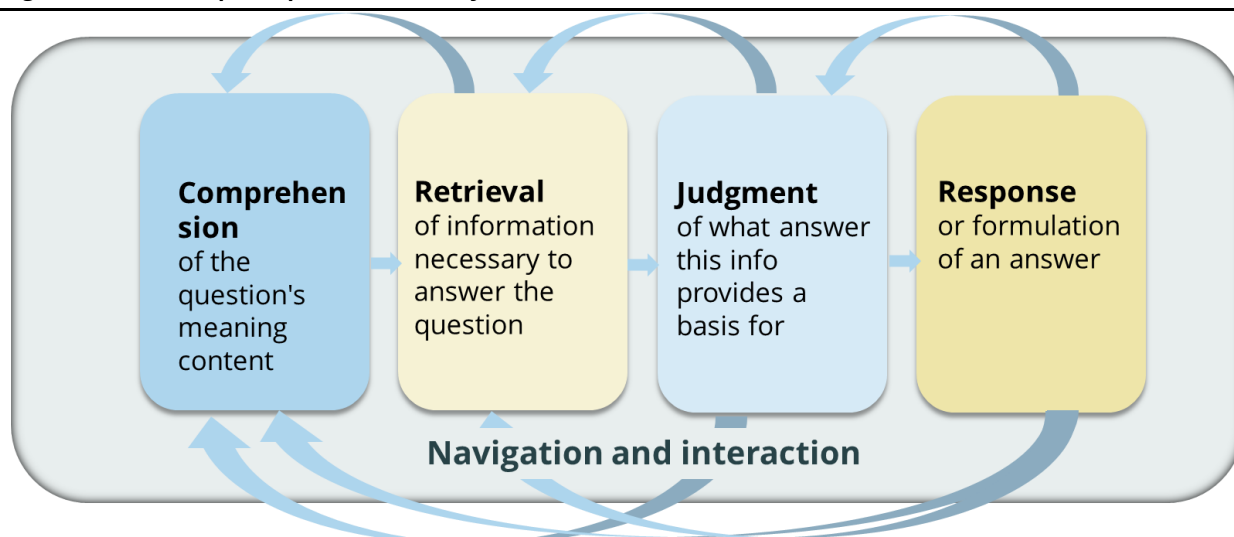 Comprehen
sion
of the
question's
meaning
content
Retrieval
of information
necessary to
answer the
question
Judgment
of what answer
this info
provides a
basis for
Response
or formulation
of an answer
Navigation and interaction